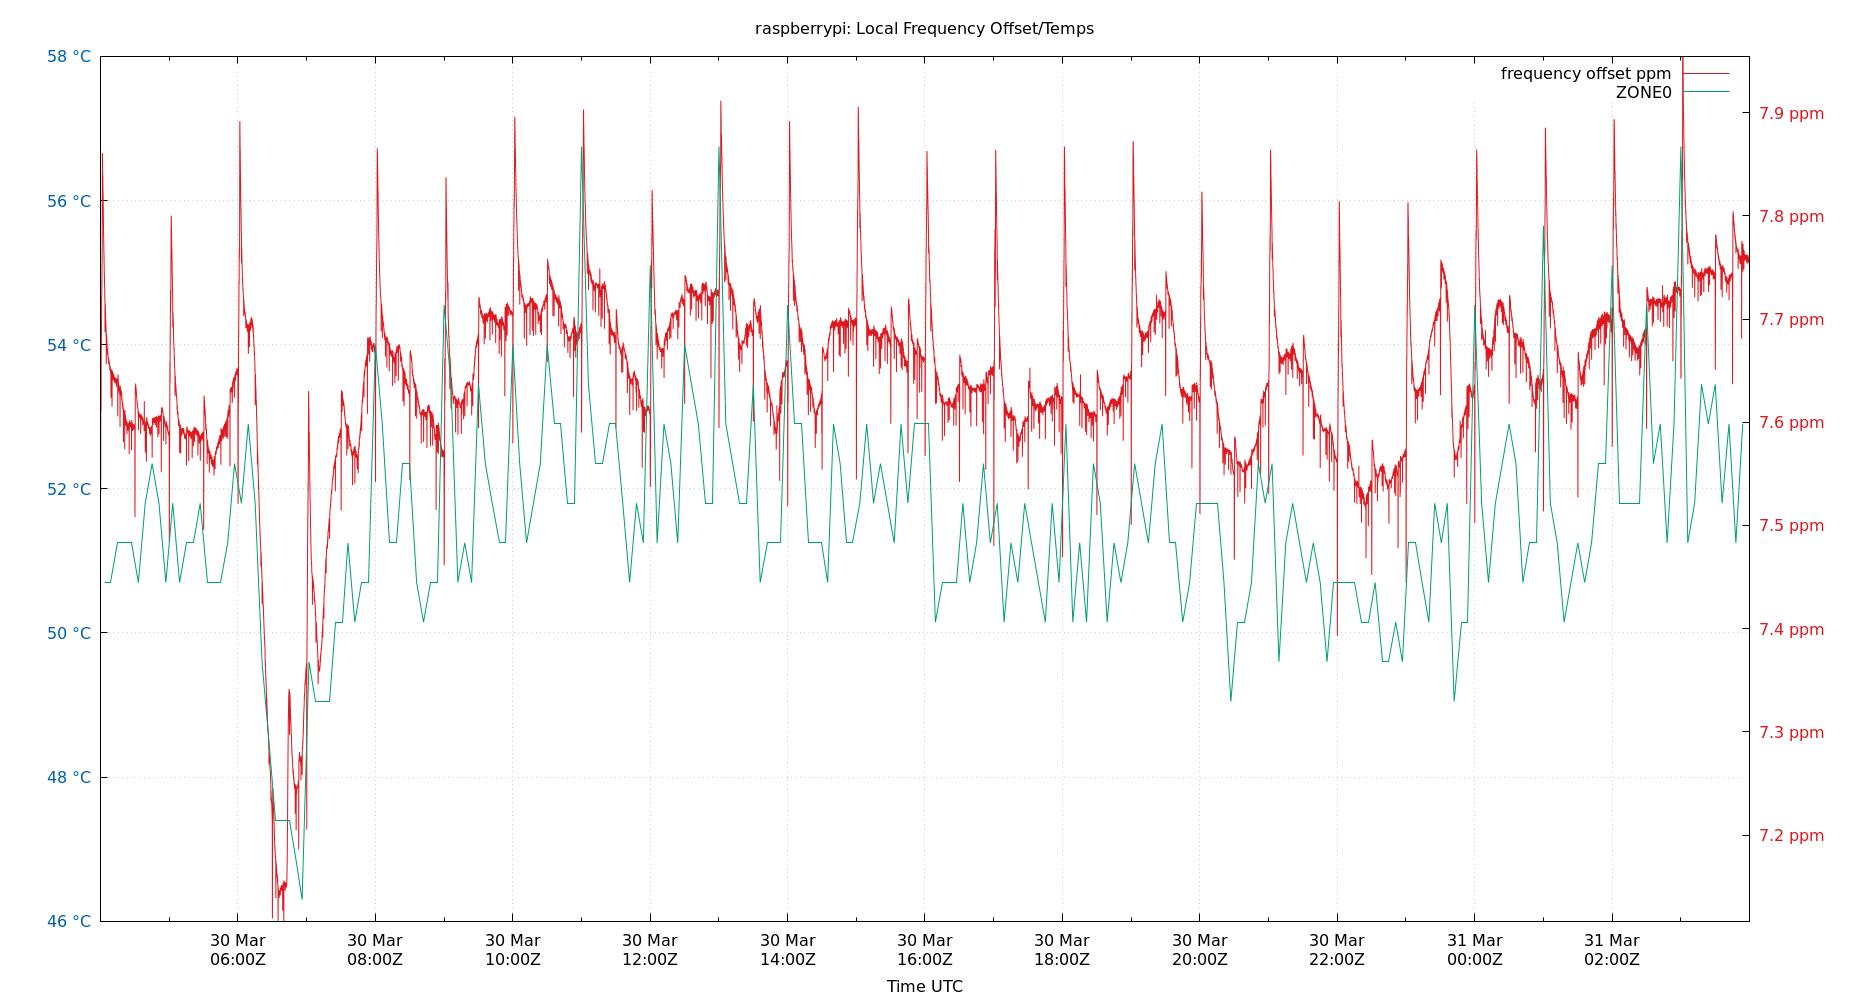 raspberrypi: Local Frequency Offset/Temps
58 °C
56 °C
54 °C
52 °C
50 °C
48 °C
46 °C
frequency offset ppm
ZONE0
7.9 ppm
7.8 ppm
7.7 ppm
7.6 ppm
7.5 ppm
7.4 ppm
7.3 ppm
7.2 ppm
30 Mar 30 Mar 30 Mar 30 Mar 30 Mar 30 Mar 30 Mar 30 Mar 30 Mar 31 Mar 31 Mar
06:00Z 08:00Z 10:00Z 12:00Z 14:00Z 16:00Z 18:00Z 20:00Z 22:00Z 00:00Z 02:00Z
Time UTC